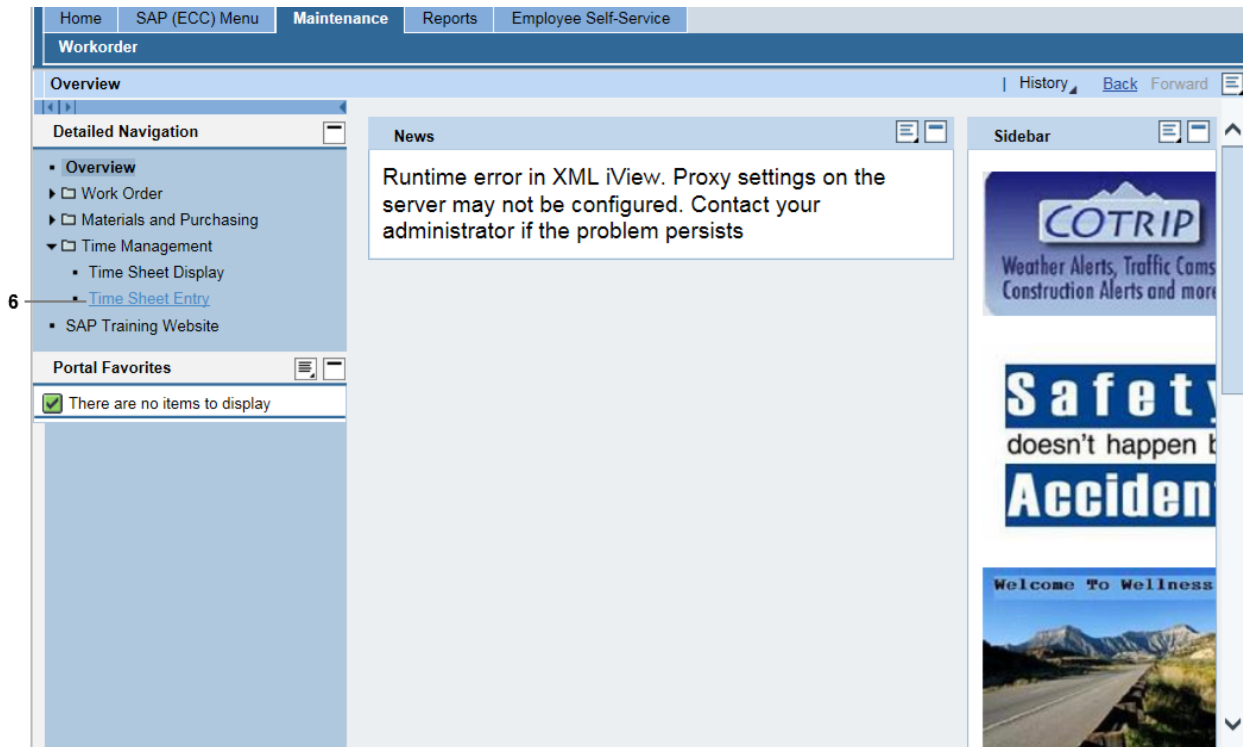 Home SAP (ECC) Menu Maintenance Reports Employee Self-Service
Workorder
Overview | History Back Forward
Detailed Navigation
Overview
Work Order
Materials and Purchasing
Time Management
Time Sheet Display
6 Time Sheet Entry
SAP Training Website
Portal Favorites
There are no items to display
News
Runtime error in XML iView. Proxy settings on the
server may not be configured. Contact your
administrator if the problem persists
Sidebar
COTRIP
Weather Alerts, Traffic Cams
Construction Alerts and more
Safety
doesn't happen b
Acciden
Welcome To Wellness